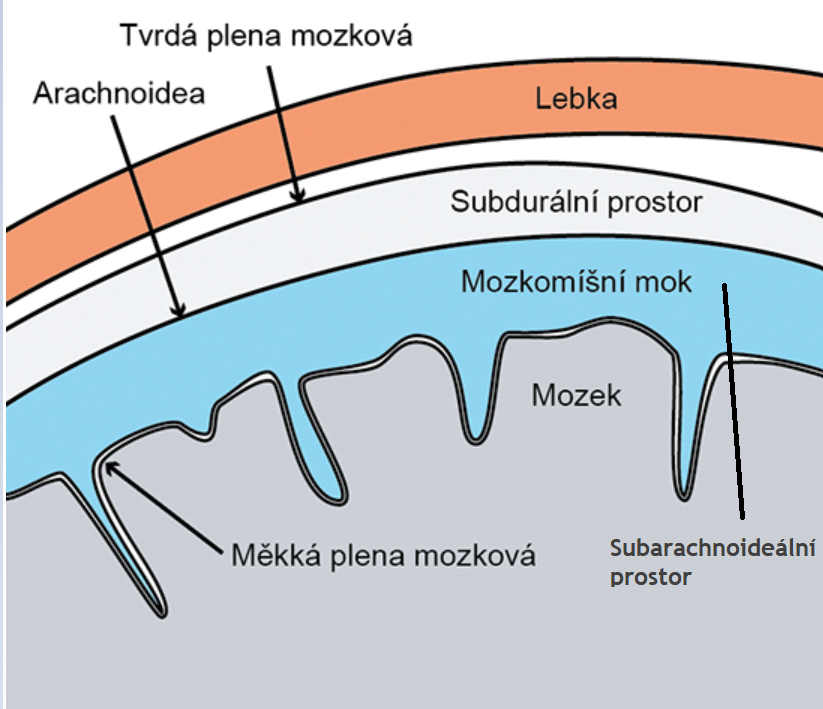 Tvrdá plena mozková
Arachnoidea
Lebka
Subdurální prostor
Mozkomíšní mok
Mozek
Měkká plena mozková
Subarachnoideální
prostor